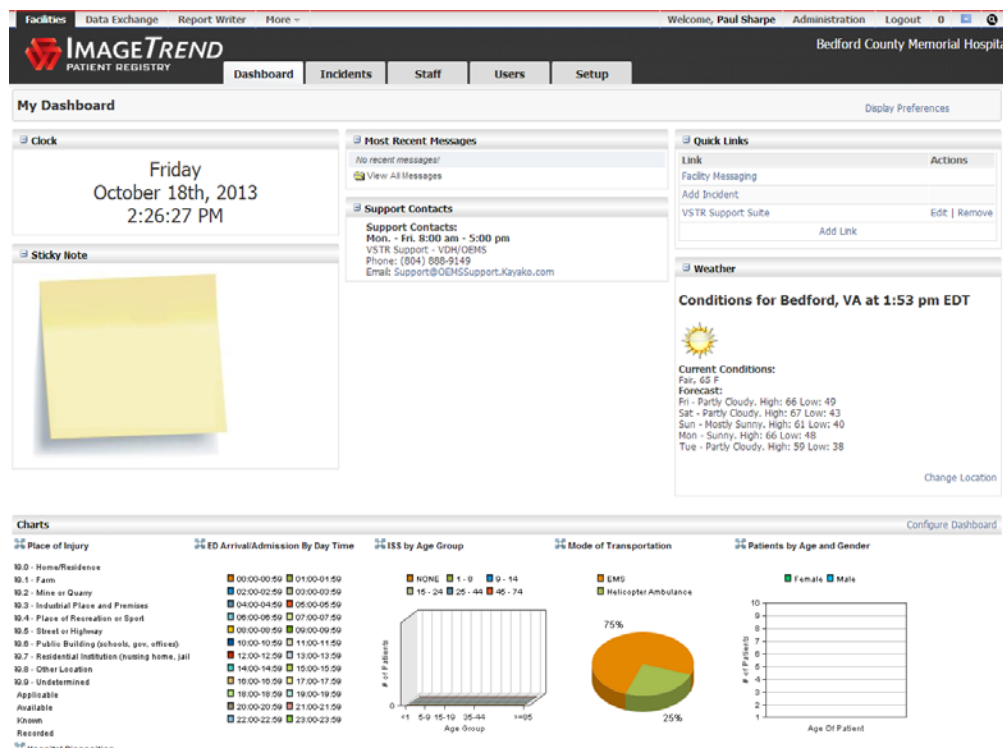 Facilities Data Exchange Report Writer More
Welcome, Paul Sharpe Administration Logout 0
IMAGETREND
PATIENT REGISTRY
Bedford County Memorial Hospita
Dashboard Incidents Staff Users Setup
My Dashboard
Display Preferences
Clock
Friday
October 18th, 2013
2:26:27 PM
Sticky Note
Most Recent Messages
No recent messages!
View All Messages
Support Contacts
Support Contacts:
Mon. - Fri. 8:00 am - 5:00 pm
VSTR Support - VDH/OEMS
Phone: (804) 888-9149
Email: Support@OEMSSupport.Kayako.com
Quick Links
Link Actions
Facility Messaging
Add Incident
VSTR Support Suite Edit | Remove
Add Link
Weather
Conditions for Bedford, VA at 1:53 pm EDT
Current Conditions:
Fair, 65 F
Forecast:
Fri - Partly Cloudy. High: 66 Low: 49
Sat - Partly Cloudy. High: 67 Low: 43
Sun - Mostly Sunny. High: 61 Low: 40
Mon - Sunny. High: 66 Low: 48
Tue - Partly Cloudy. High: 59 Low: 38
Change Location
Charts
Configure Dashboard
Place of Injury
10.0 - Home/Residence
10.1 - Farm
10.2 - Mine or Quarry
10.3 - Industrial Place and Premises
10.4 - Place of Recreation or Sport
10.5 - Street or Highway
10.6 - Public Building (schools, gov, offices)
10.7 - Residential Institution (nursing home, jail
10.8 - Other Location
10.9 - Undetermined
Applicable
Available
Known
Recorded
Hospital Disposition
ED Arrival/Admission By Day Time
00:00-00:59 01:00-01:59
02:00-02:59 03:00-03:59
04:00-04:59 05:00-05:59
06:00-06:59 07:00-07:59
08:00-08:59 09:00-09:59
10:00-10:59 11:00-11:59
12:00-12:59 13:00-13:59
14:00-14:59 15:00-15:59
16:00-16:59 17:00-17:59
18:00-18:59 19:00-19:59
20:00-20:59 21:00-21:59
22:00-22:59 23:00-23:59
ISS by Age Group
NONE 1 - 8 9 - 14
15 - 24 25 - 44 45 - 74
# of Patients
0
<1 5-9 15-19 35-44 >=85
Age Group
Mode of Transportation
EMS
Helicopter Ambulance
75%
25%
Patients by Age and Gender
Female Male
# of Patients
10
9
8
7
6
5
4
3
2
1
Age Of Patient